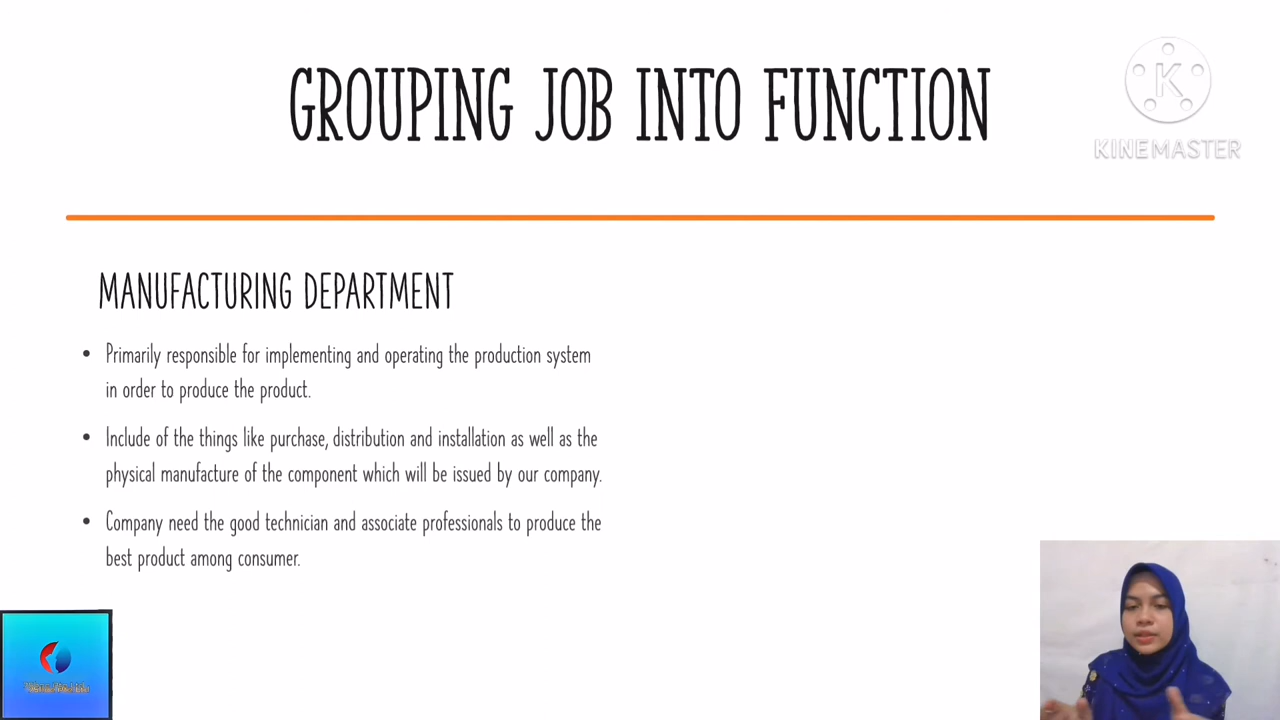 GROUPING JOB INTO FUNCTION
KINEMASTER
MANUFACTURING DEPARTMENT
• Primarily responsible for implementing and operating the production system
in order to produce the product.
• Include of the things like purchase, distribution and installation as well as the
physical manufacture of the component which will be issued by our company.
• Company need the good technician and associate professionals to produce the
best product among consumer.